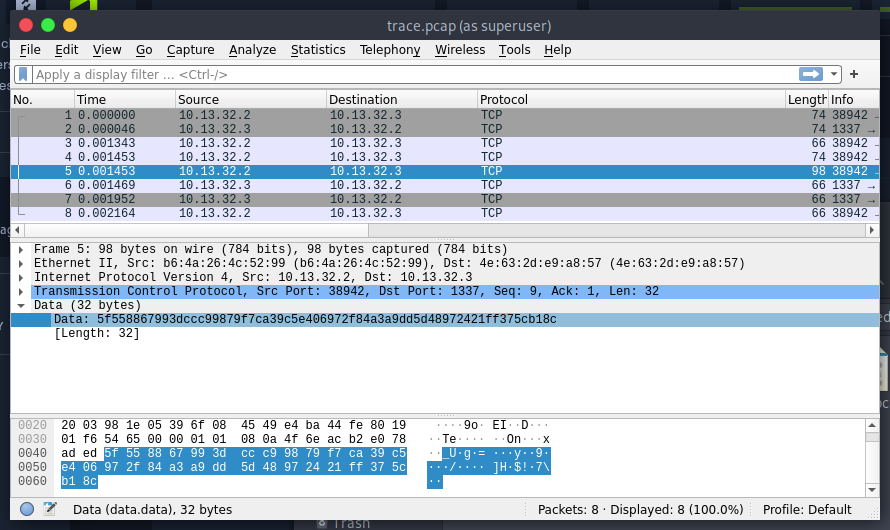 trace.pcap (as superuser)
File Edit View Go Capture Analyze Statistics Telephony Wireless Tools Help
Apply a display filter … <Ctrl-/>
No. Time Source Destination Protocol Length Info
1 0.000000 10.13.32.2 10.13.32.3 TCP 74 38942 →
2 0.000046 10.13.32.3 10.13.32.2 TCP 74 1337 →
3 0.001343 10.13.32.2 10.13.32.3 TCP 66 38942 →
4 0.001453 10.13.32.2 10.13.32.3 TCP 74 38942 →
5 0.001453 10.13.32.2 10.13.32.3 TCP 98 38942 →
6 0.001469 10.13.32.3 10.13.32.2 TCP 66 1337 →
7 0.001952 10.13.32.3 10.13.32.2 TCP 66 1337 →
8 0.002164 10.13.32.2 10.13.32.3 TCP 66 38942 →
Frame 5: 98 bytes on wire (784 bits), 98 bytes captured (784 bits)
Ethernet II, Src: b6:4a:26:4c:52:99 (b6:4a:26:4c:52:99), Dst: 4e:63:2d:e9:a8:57 (4e:63:2d:e9:a8:57)
Internet Protocol Version 4, Src: 10.13.32.2, Dst: 10.13.32.3
Transmission Control Protocol, Src Port: 38942, Dst Port: 1337, Seq: 9, Ack: 1, Len: 32
Data (32 bytes)
Data: 5f558867993dccc99879f7ca39c5e406972f84a3a9dd5d48972421ff375cb18c
[Length: 32]
0020 20 03 98 1e 05 39 6f 08 45 49 e4 ba 44 fe 80 19 ····9o· EI··D···
0030 01 f6 54 65 00 00 01 01 08 0a 4f 6e ac b2 e0 78 ··Te···· ··On···x
0040 ad ed 5f 55 88 67 99 3d cc c9 98 79 f7 ca 39 c5 ··_U·g·= ···y··9·
0050 e4 06 97 2f 84 a3 a9 dd 5d 48 97 24 21 ff 37 5c ···/···· ]H·$!·7\
0060 b1 8c ··
Data (data.data), 32 bytes Packets: 8 · Displayed: 8 (100.0%) Profile: Default
Trash